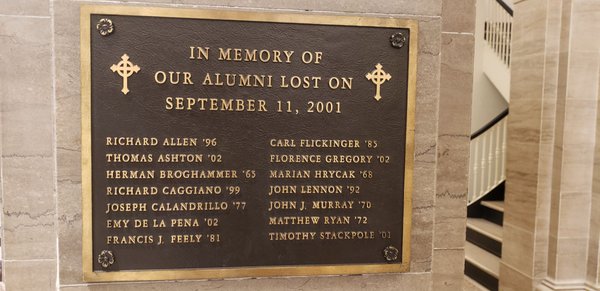 IN MEMORY OF
OUR ALUMNI LOST ON
SEPTEMBER 11, 2001
RICHARD ALLEN '96
THOMAS ASHTON '02
HERMAN BROGHAMMER '65
RICHARD CAGGIANO '99
JOSEPH CALANDRILLO '77
EMY DE LA PENA '02
FRANCIS J. FEELY '81
CARL FLICKINGER '85
FLORENCE GREGORY '02
MARIAN HRYCAK '68
JOHN LENNON '92
JOHN J. MURRAY '70
MATTHEW RYAN '72
TIMOTHY STACKPOLE '01